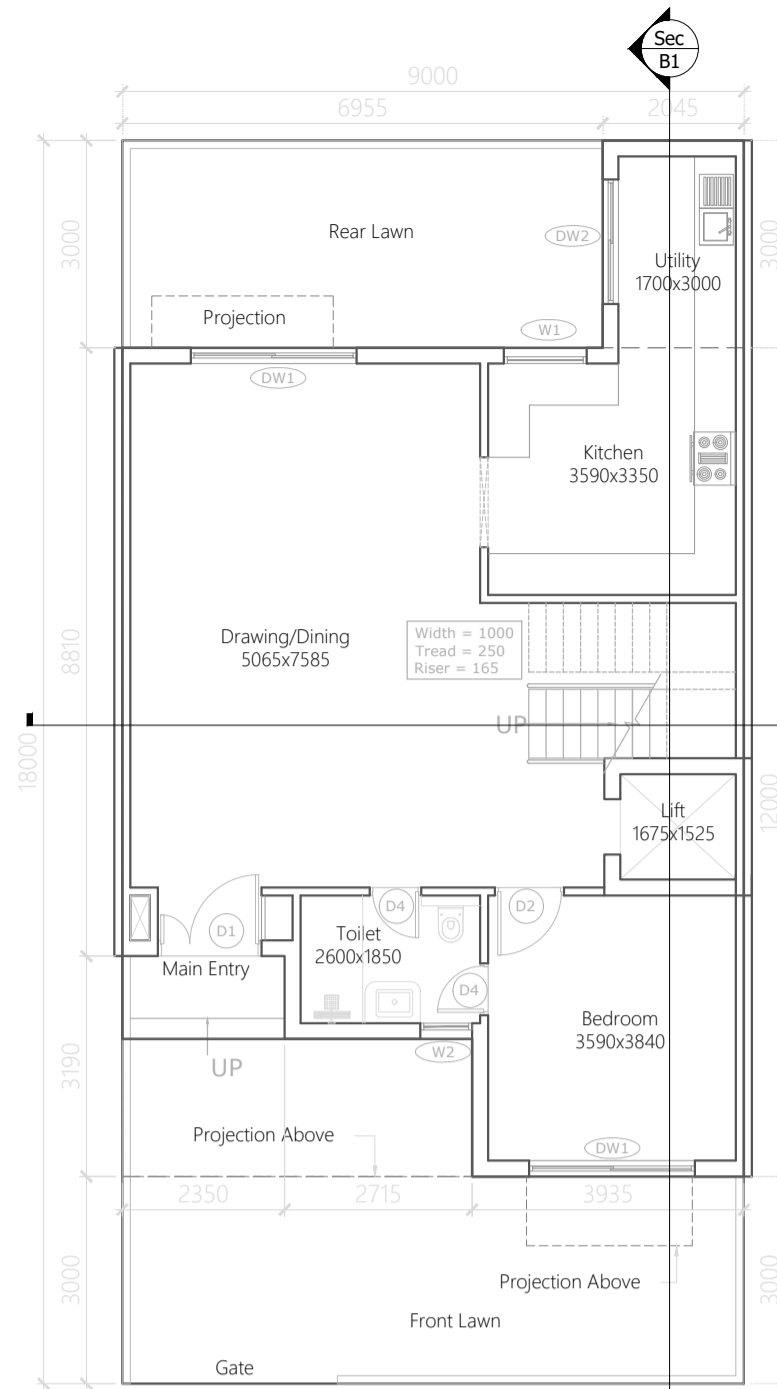 Sec
B1
9000
6955
2045
3000
Rear Lawn
DW2
Utility
1700x3000
3000
Projection
W1
DW1
Kitchen
3590x3350
8810
Drawing/Dining
5065x7585
Width = 1000
Tread = 250
Riser = 165
UP
18000
12000
Lift
1675x1525
D1
D4
D2
Toilet
2600x1850
Main Entry
D4
Bedroom
3590x3840
3190
UP
W2
Projection Above
DW1
2350
2715
3935
3000
Projection Above
3000
Front Lawn
Gate